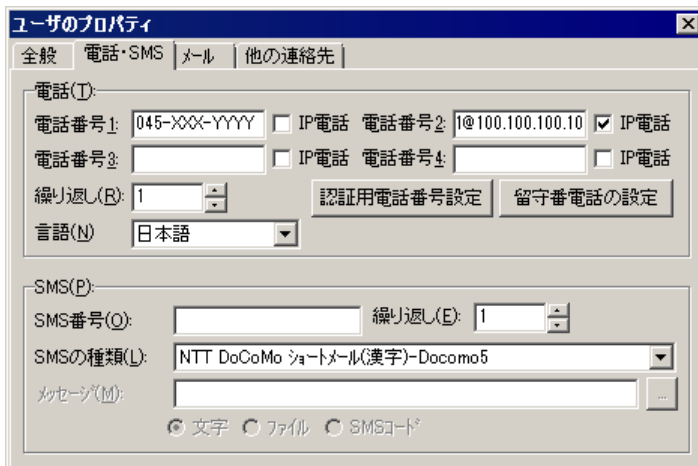 ユーザのプロパティ
全般 電話・SMS メール 他の連絡先
電話(T):
電話番号1: 045-XXX-YYYY IP電話 電話番号2: 1@100.100.100.10 IP電話
電話番号3: IP電話 電話番号4: IP電話
繰り返し(R): 1 認証用電話番号設定 留守番電話の設定
言語(N) 日本語
SMS(P):
SMS番号(O): 繰り返し(E): 1
SMSの種類(L): NTT DoCoMo ショートメール(漢字)-Docomo5
メッセージ(M): ...
文字 ファイル SMSコード